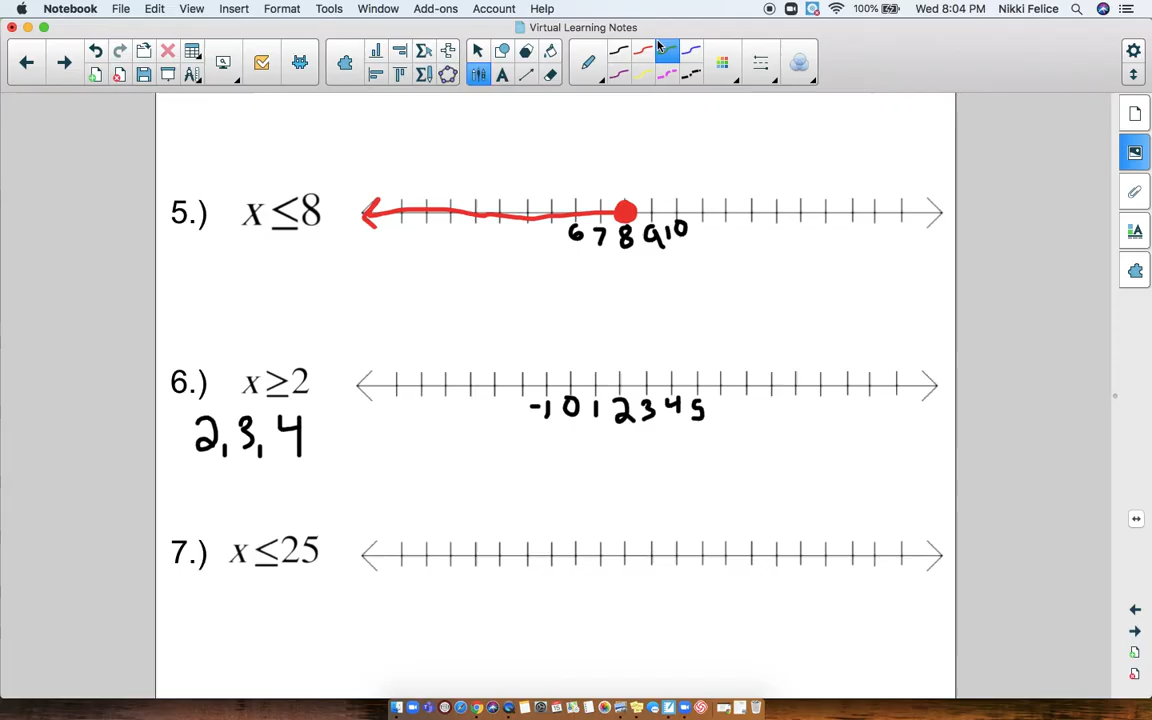 Notebook File Edit View Insert Format Tools Window Add-ons Account Help 100% Wed 8:04 PM Nikki Felice
Virtual Learning Notes
5.) x ≤ 8
6 7 8 9 10
6.) x ≥ 2
-1 0 1 2 3 4 5
2, 3, 4
7.) x ≤ 25